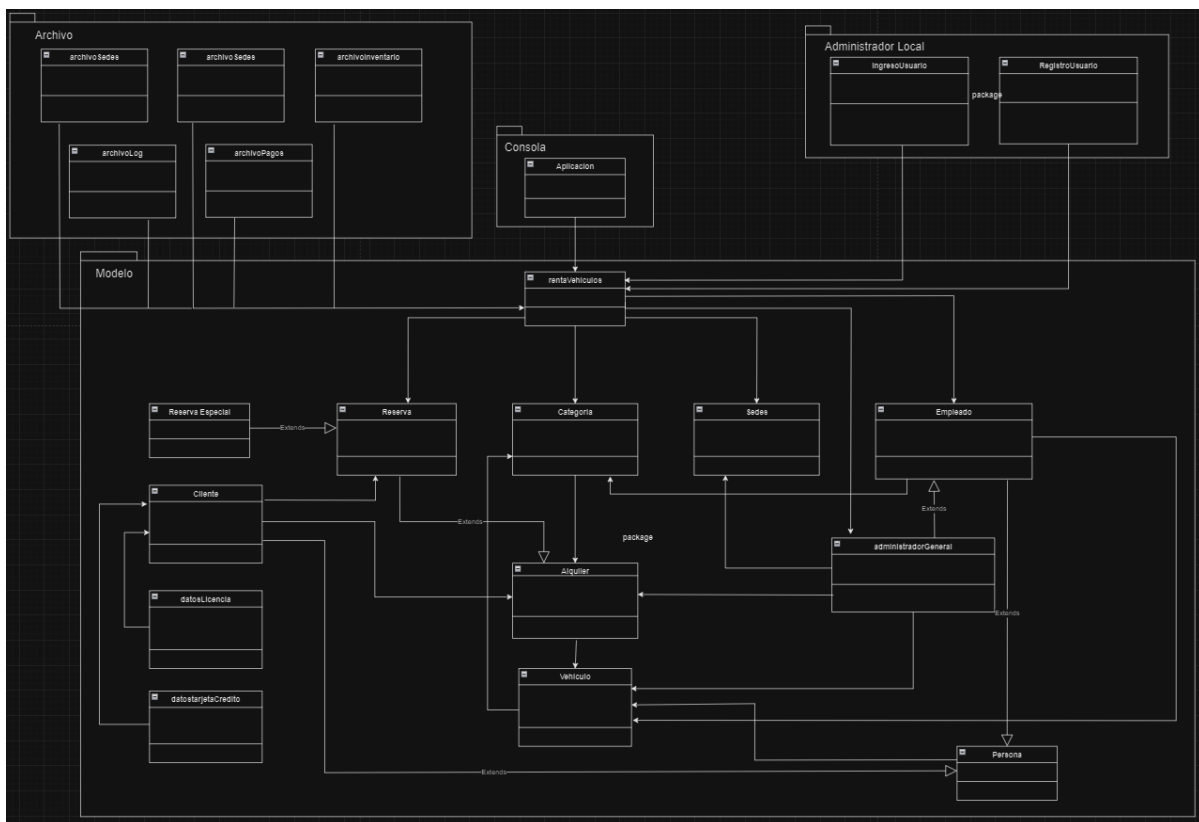 Archivo
archivoSedes
archivoSedes
archivoInventario
archivoLog
archivoPagos
Consola
Aplicacion
Administrador Local
IngresoUsuario
RegistroUsuario
package
Modelo
rentaVehiculos
Reserva Especial
Extends
Reserva
Categoria
Sedes
Empleado
Cliente
Extends
Extends
package
administradorGeneral
Alquiler
datosLicencia
Extends
Vehiculo
datostarjetaCredito
Persona
Extends